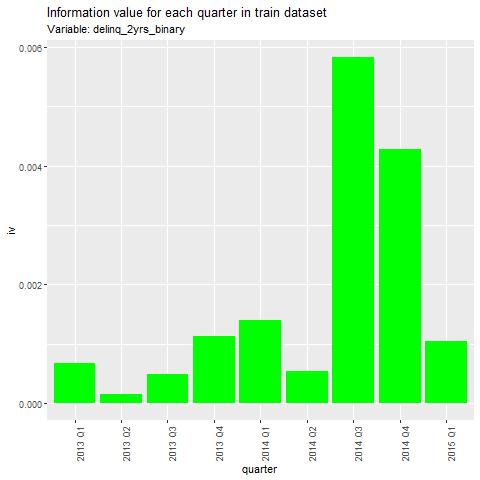 Information value for each quarter in train dataset
Variable: delinq_2yrs_binary
0.006
0.004
0.002
0.000
iv
2013 Q1
2013 Q2
2013 Q3
2013 Q4
2014 Q1
2014 Q2
2014 Q3
2014 Q4
2015 Q1
quarter